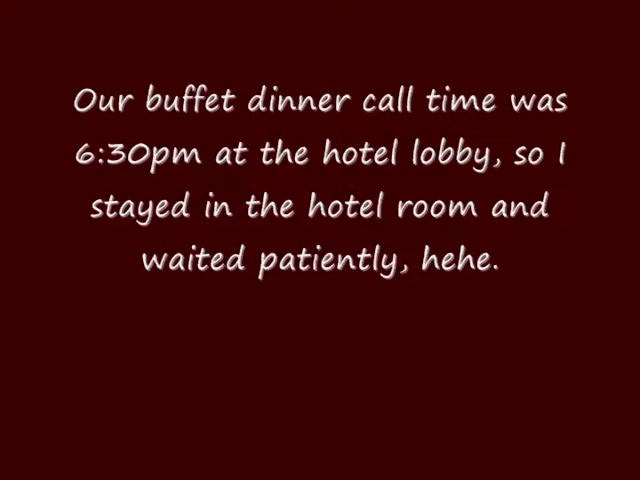 Our buffet dinner call time was
6:30pm at the hotel lobby, so I
stayed in the hotel room and
waited patiently, hehe.